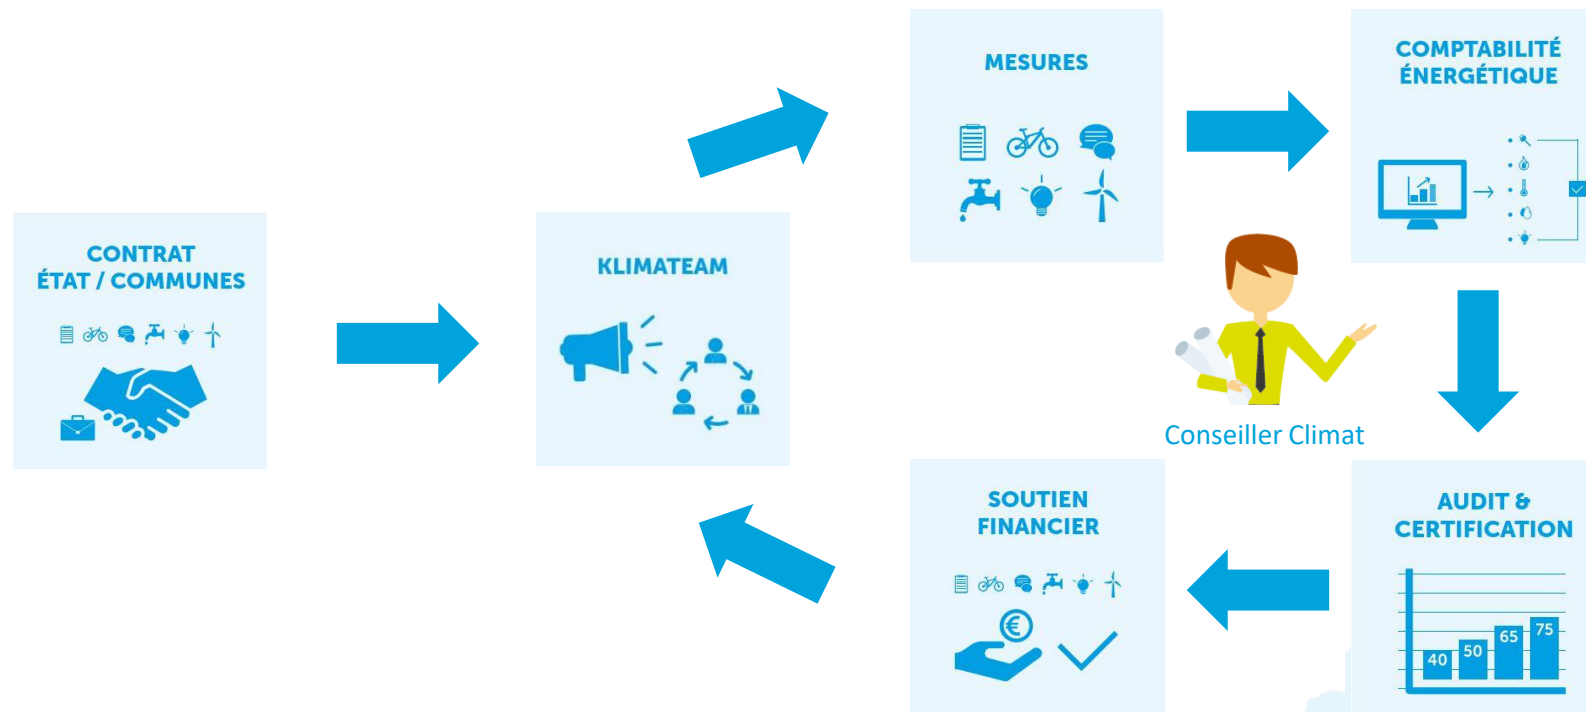 CONTRAT
ÉTAT / COMMUNES
KLIMATEAM
MESURES
COMPTABILITÉ
ÉNERGÉTIQUE
Conseiller Climat
AUDIT &
CERTIFICATION
40 50 65 75
SOUTIEN
FINANCIER
€